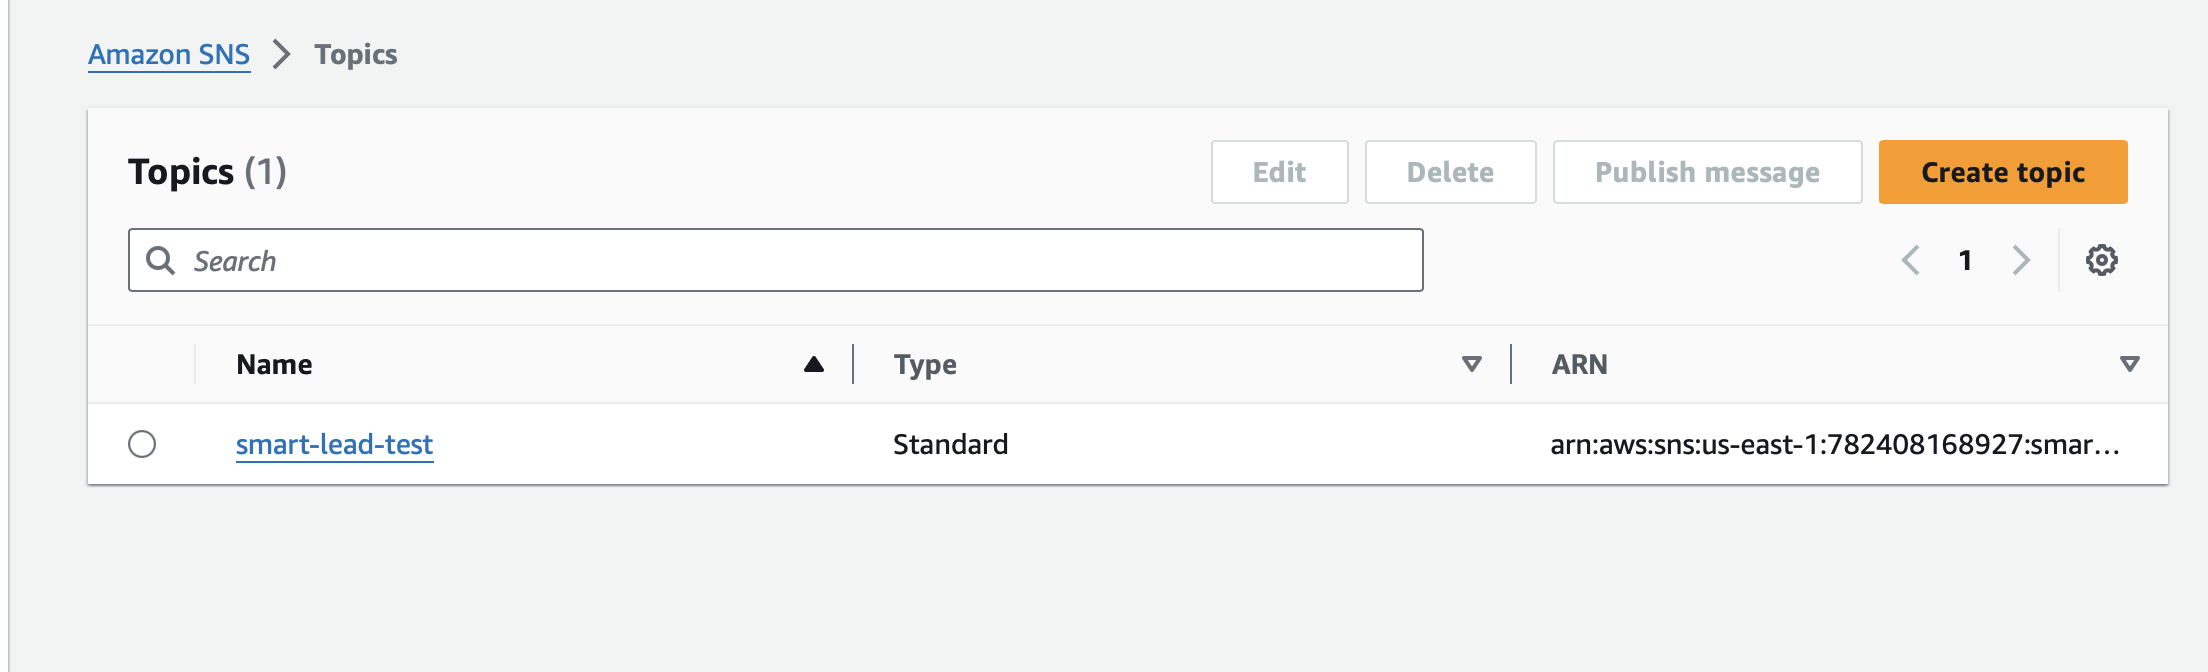 Amazon SNS > Topics
Topics (1)
Edit
Delete
Publish message
Create topic
Search
1
Name
Type
ARN
smart-lead-test
Standard
arn:aws:sns:us-east-1:782408168927:smar...